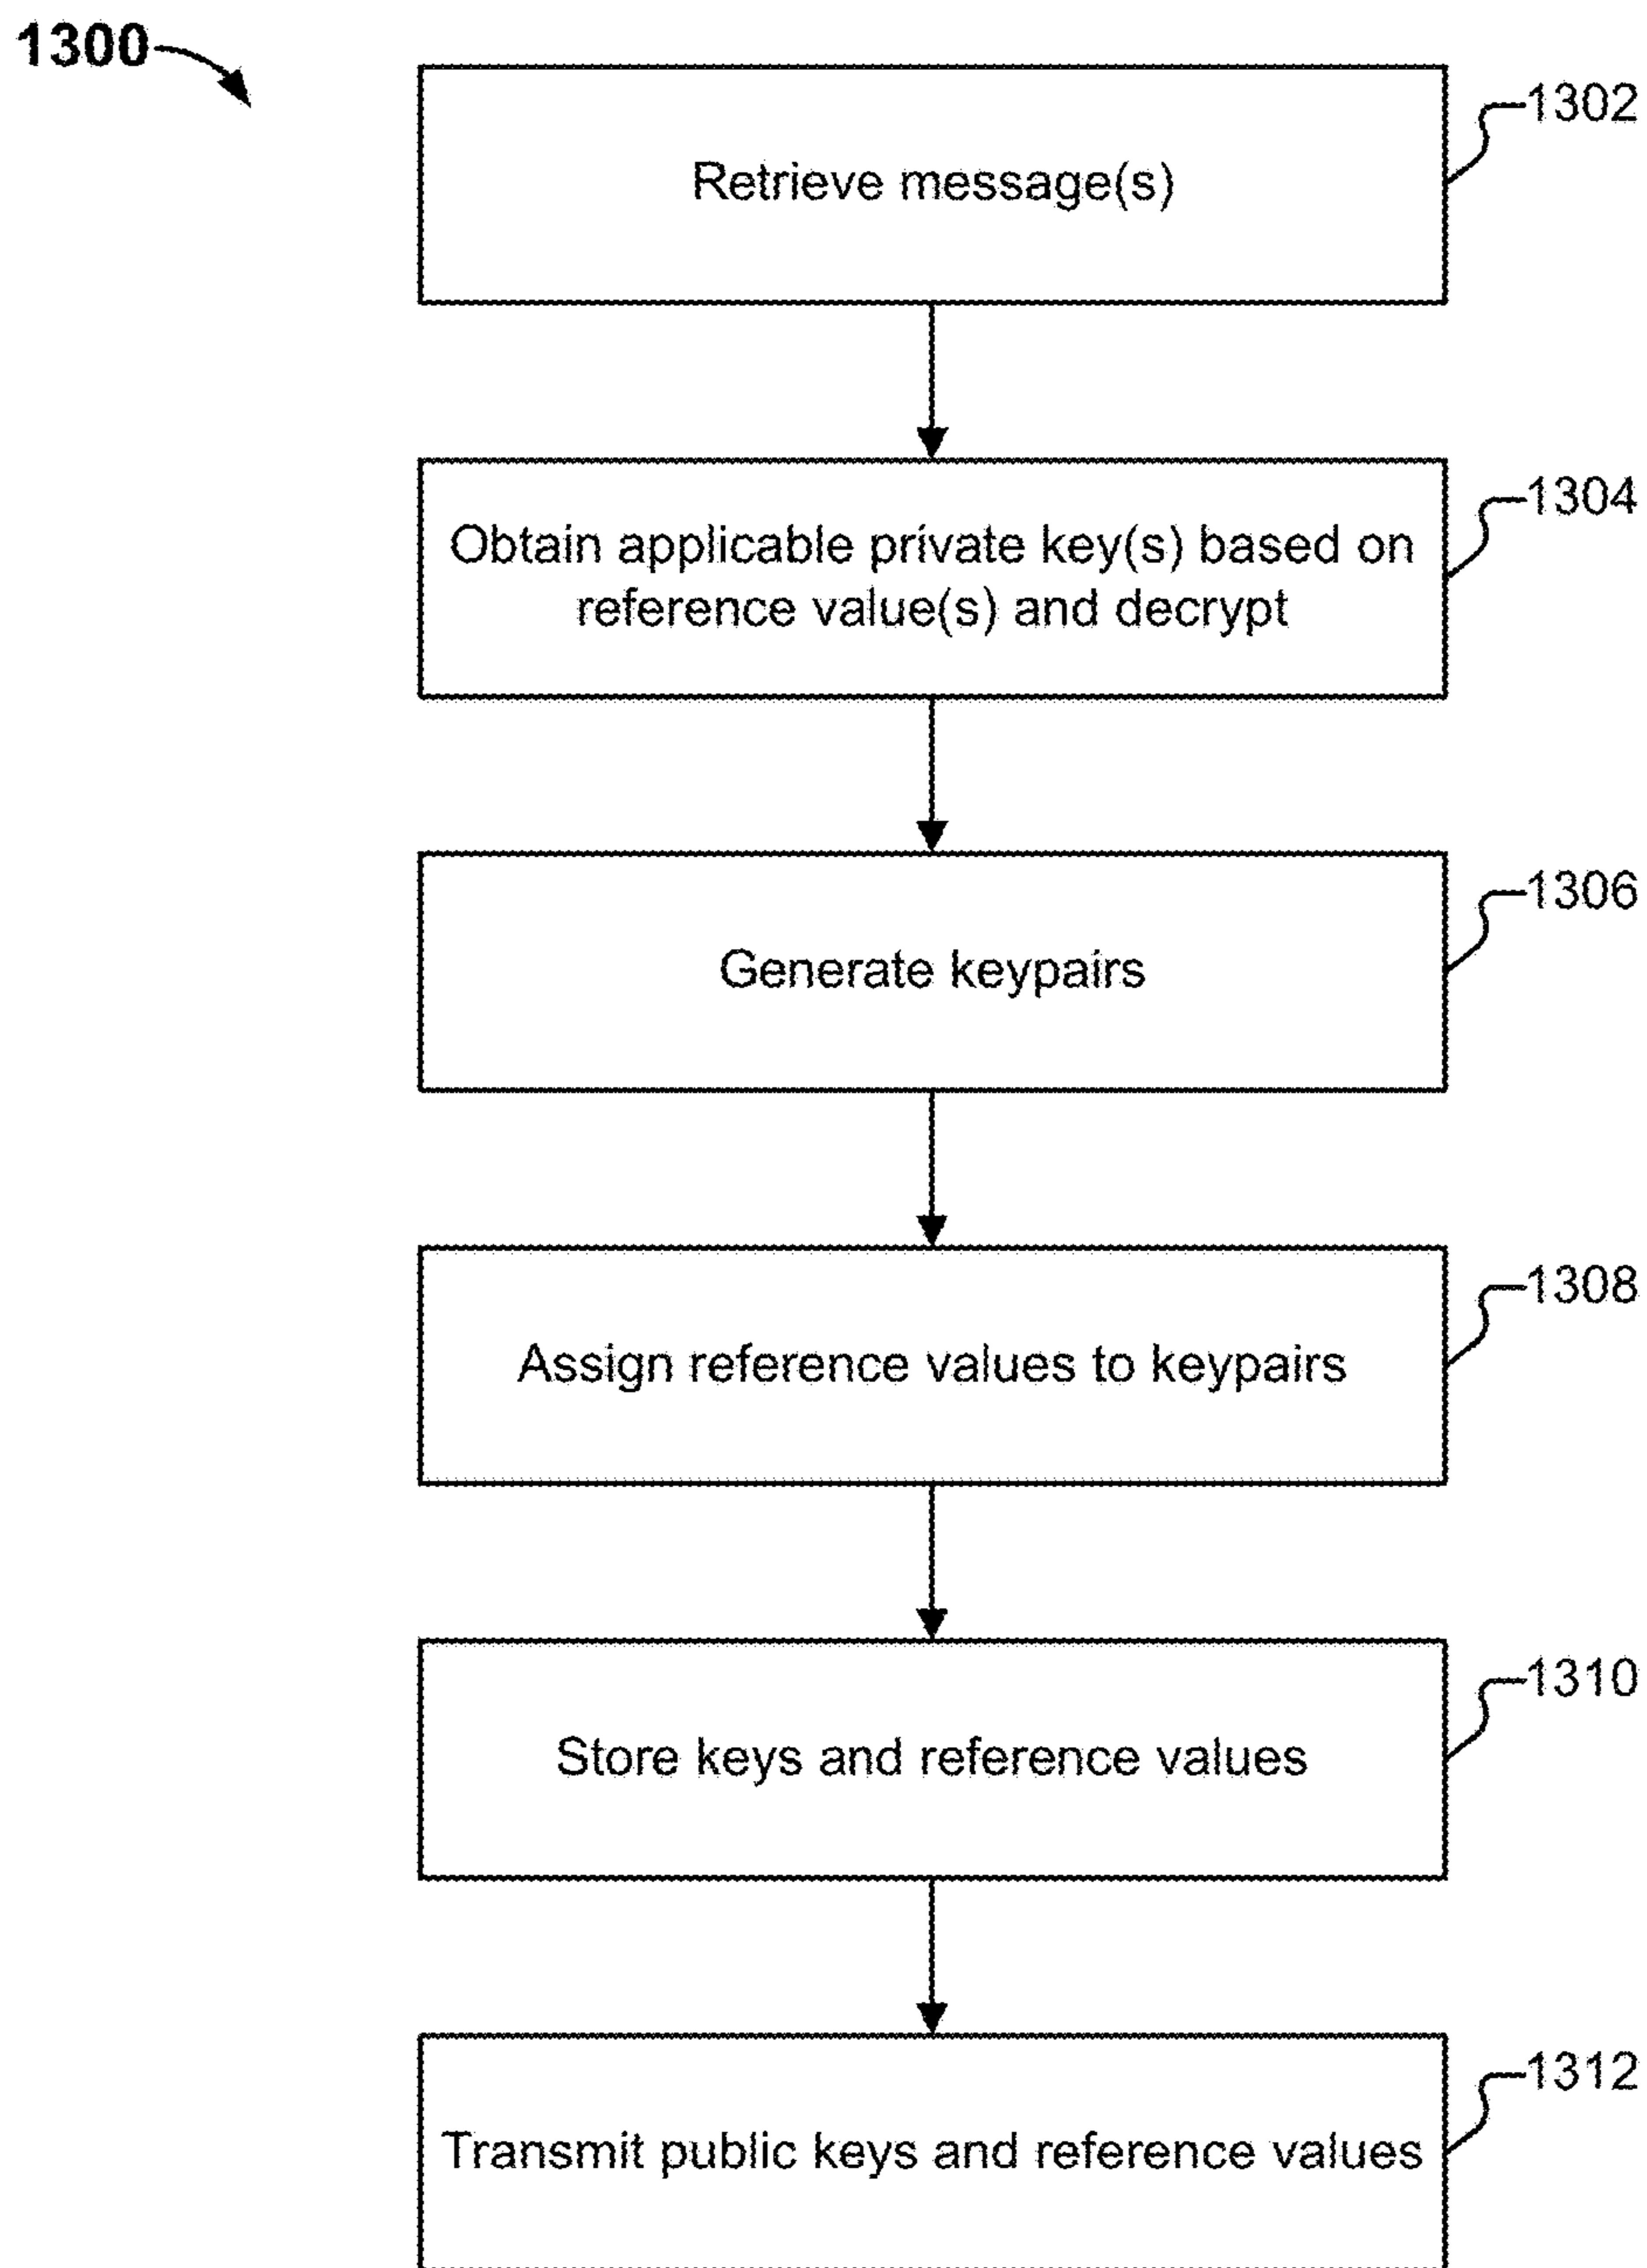 1300
1302
Retrieve message(s)
1304
Obtain applicable private key(s) based on
reference value(s) and decrypt
1306
Generate keypairs
1308
Assign reference values to keypairs
1310
Store keys and reference values
1312
Transmit public keys and reference values